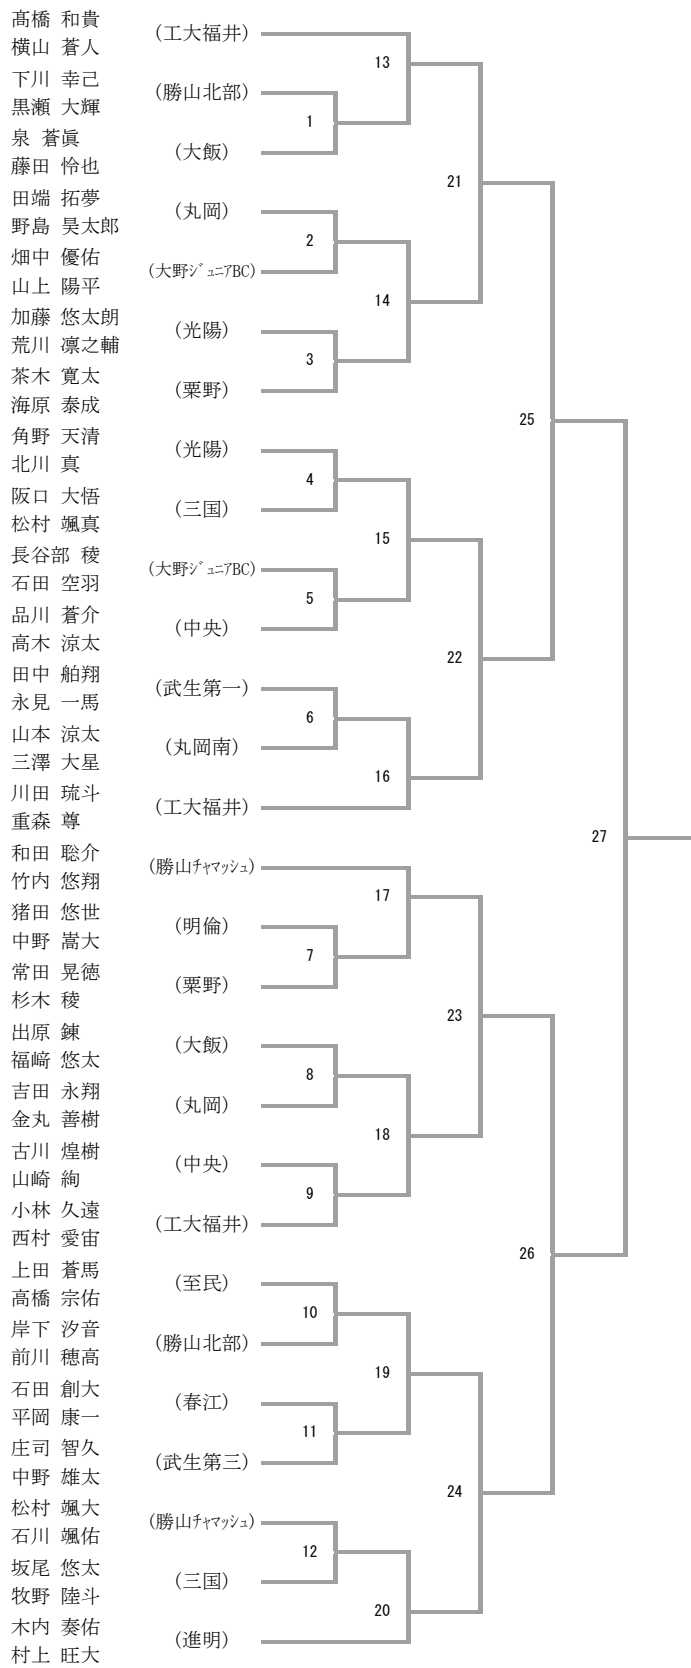 髙橋 和貴
横山 蒼人
(工大福井)
下川 幸己
黒瀬 大輝
(勝山北部)
泉 蒼眞
藤田 怜也
(大飯)
田端 拓夢
野島 昊太郎
(丸岡)
畑中 優佑
山上 陽平
(大野ジュニアBC)
加藤 悠太朗
荒川 凛之輔
(光陽)
茶木 寛太
海原 泰成
(粟野)
角野 天清
北川 真
(光陽)
阪口 大悟
松村 颯真
(三国)
長谷部 稜
石田 空羽
(大野ジュニアBC)
品川 蒼介
高木 涼太
(中央)
田中 舶翔
永見 一馬
(武生第一)
山本 涼太
三澤 大星
(丸岡南)
川田 琉斗
重森 尊
(工大福井)
和田 聡介
竹内 悠翔
(勝山チャマッシュ)
猪田 悠世
中野 嵩大
(明倫)
常田 晃徳
杉木 稜
(粟野)
出原 錬
福﨑 悠太
(大飯)
吉田 永翔
金丸 善樹
(丸岡)
古川 煌樹
山崎 絢
(中央)
小林 久遠
西村 愛宙
(工大福井)
上田 蒼馬
高橋 宗佑
(至民)
岸下 汐音
前川 穂高
(勝山北部)
石田 創大
平岡 康一
(春江)
庄司 智久
中野 雄太
(武生第三)
松村 颯大
石川 颯佑
(勝山チャマッシュ)
坂尾 悠太
牧野 陸斗
(三国)
木内 奏佑
村上 旺大
(進明)
1
2
3
4
5
6
7
8
9
10
11
12
13
14
15
16
17
18
19
20
21
22
23
24
25
26
27